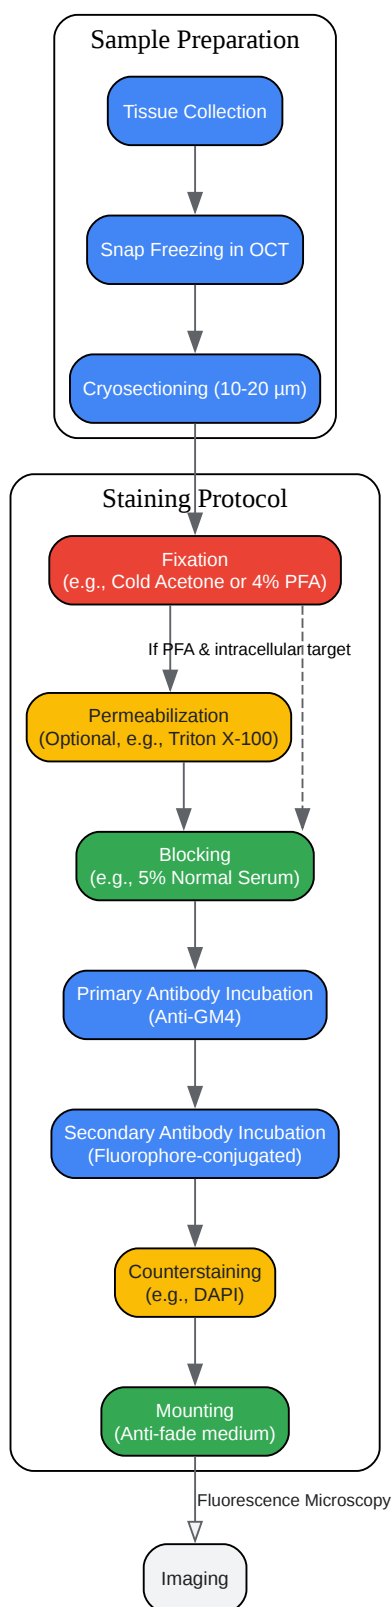 Sample Preparation
Tissue Collection
Snap Freezing in OCT
Cryosectioning (10-20 µm)
Staining Protocol
Fixation
(e.g., Cold Acetone or 4% PFA)
If PFA & intracellular target
Permeabilization
(Optional, e.g., Triton X-100)
Blocking
(e.g., 5% Normal Serum)
Primary Antibody Incubation
(Anti-GM4)
Secondary Antibody Incubation
(Fluorophore-conjugated)
Counterstaining
(e.g., DAPI)
Mounting
(Anti-fade medium)
Fluorescence Microscopy
Imaging